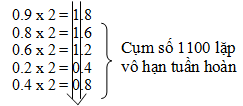 0.9 x 2 = 1.8
0.8 x 2 = 1.6
0.6 x 2 = 1.2
0.2 x 2 = 0.4
0.4 x 2 = 0.8
Cụm số 1100 lặp
vô hạn tuần hoàn